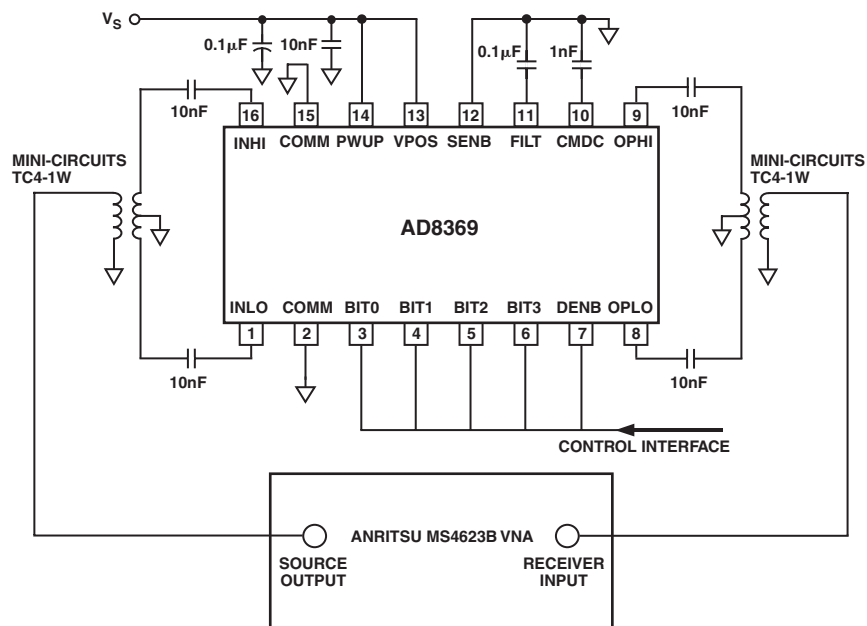 VS
0.1μF
10nF
0.1μF
1nF
10nF
10nF
16
15
14
13
12
11
10
9
INHI
COMM
PWUP
VPOS
SENB
FILT
CMDC
OPHI
MINI-CIRCUITS
TC4-1W
MINI-CIRCUITS
TC4-1W
AD8369
INLO
COMM
BIT0
BIT1
BIT2
BIT3
DENB
OPLO
1
2
3
4
5
6
7
8
10nF
10nF
CONTROL INTERFACE
ANRITSU MS4623B VNA
SOURCE
OUTPUT
RECEIVER
INPUT